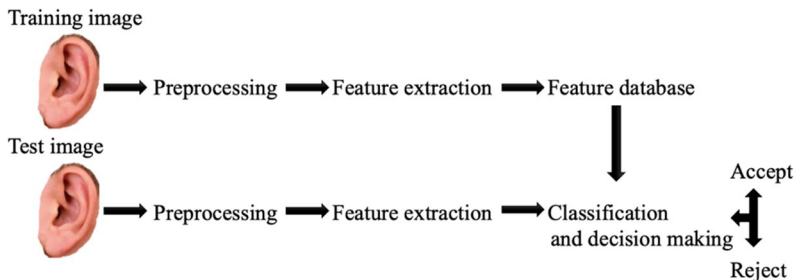 Training image
Preprocessing
Feature extraction
Feature database
Test image
Preprocessing
Feature extraction
Classification
and decision making
Accept
Reject